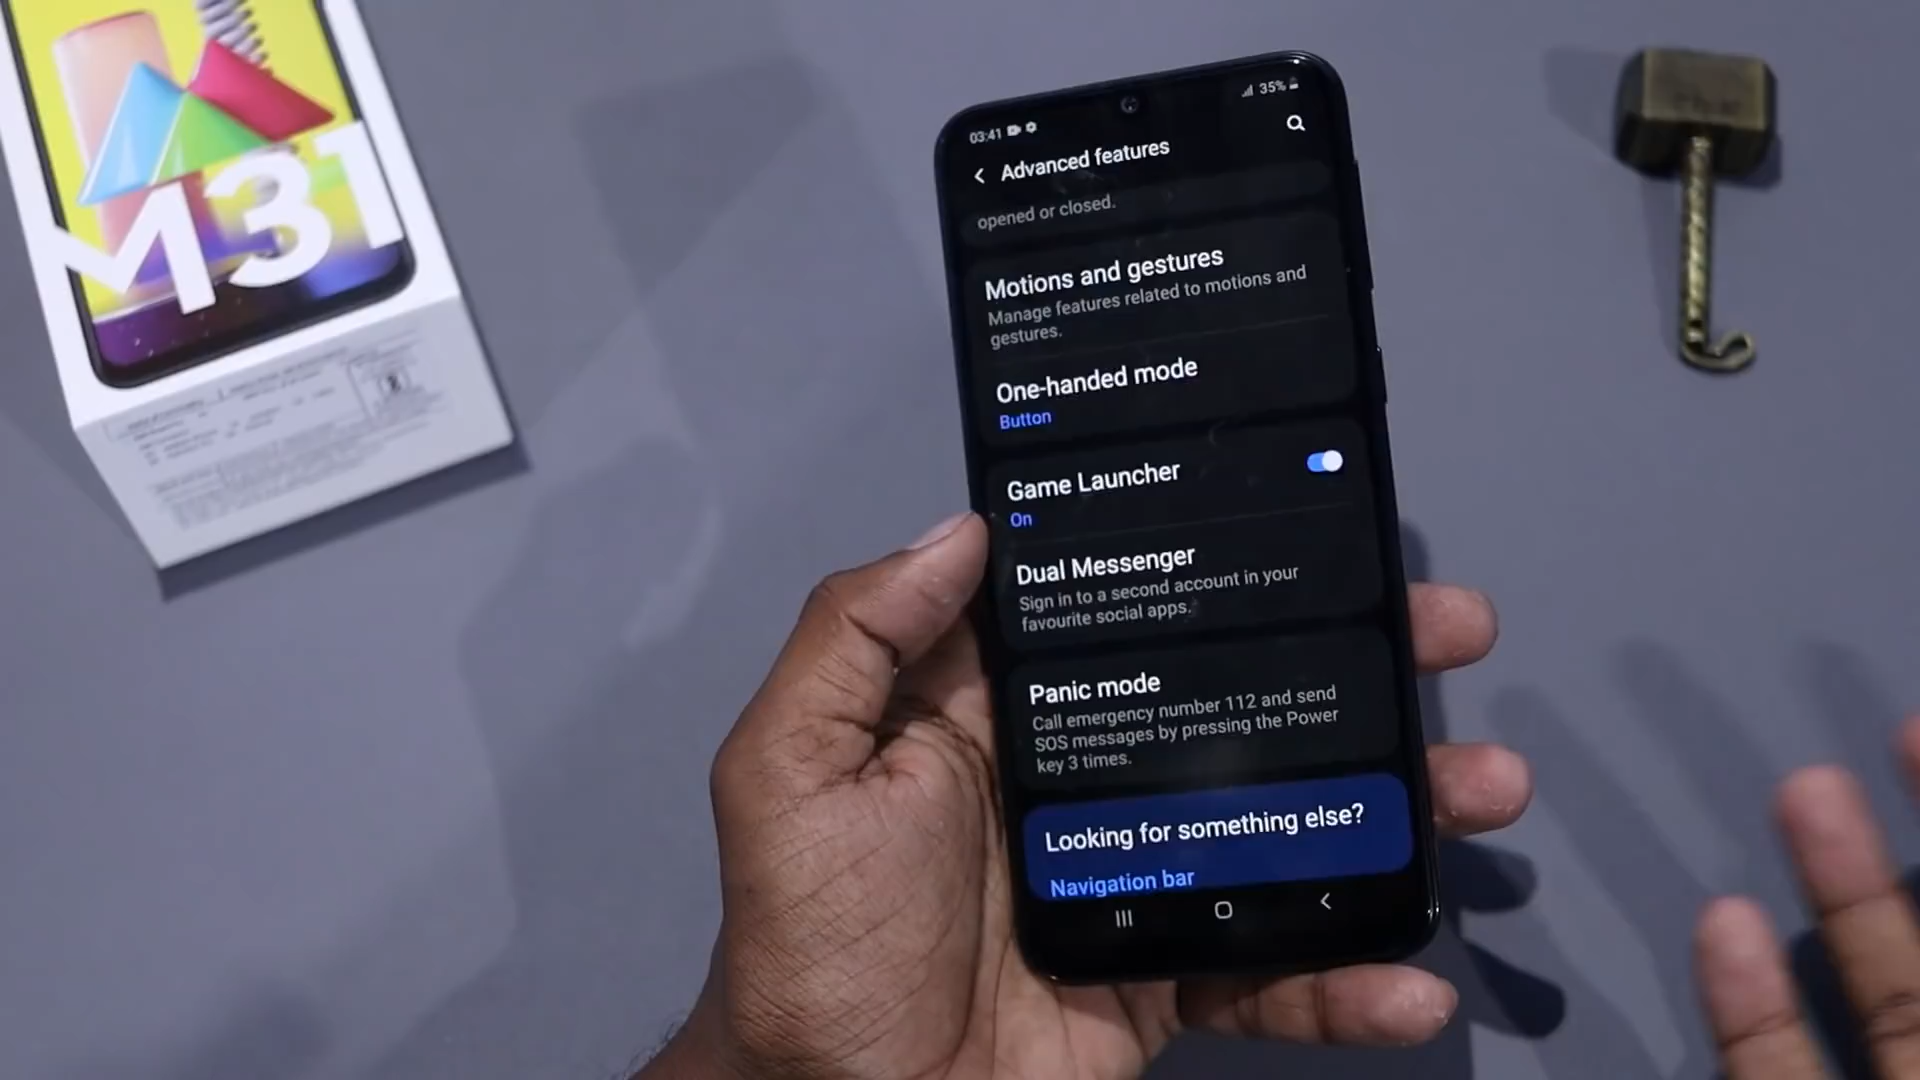 M31
03:41
35%
Advanced features
opened or closed.
Motions and gestures
Manage features related to motions and
gestures.
One-handed mode
Button
Game Launcher
On
Dual Messenger
Sign in to a second account in your
favourite social apps.
Panic mode
Call emergency number 112 and send
SOS messages by pressing the Power
key 3 times.
Looking for something else?
Navigation bar